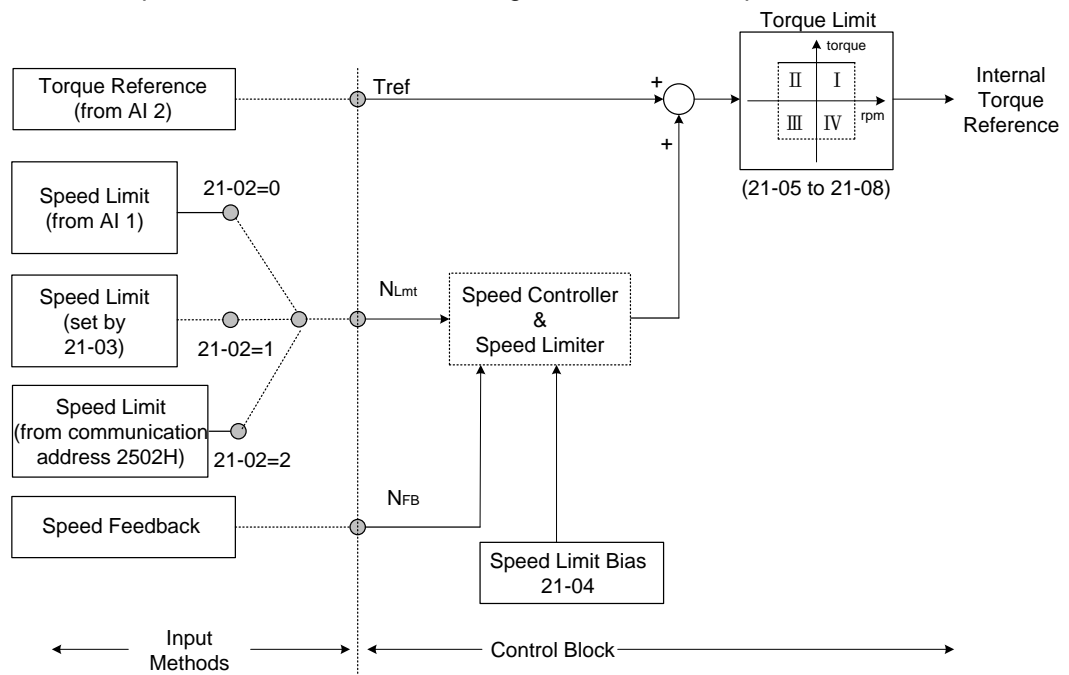 Torque Limit
torque
II
I
rpm
III
IV
(21-05 to 21-08)
Internal
Torque
Reference
Torque Reference
(from AI 2)
Tref
+
+
Speed Limit
(from AI 1)
21-02=0
Speed Limit
(set by
21-03)
21-02=1
NLmt
Speed Controller
&
Speed Limiter
Speed Limit
(from communication
address 2502H)
21-02=2
Speed Feedback
NFB
Speed Limit Bias
21-04
Input
Methods
Control Block